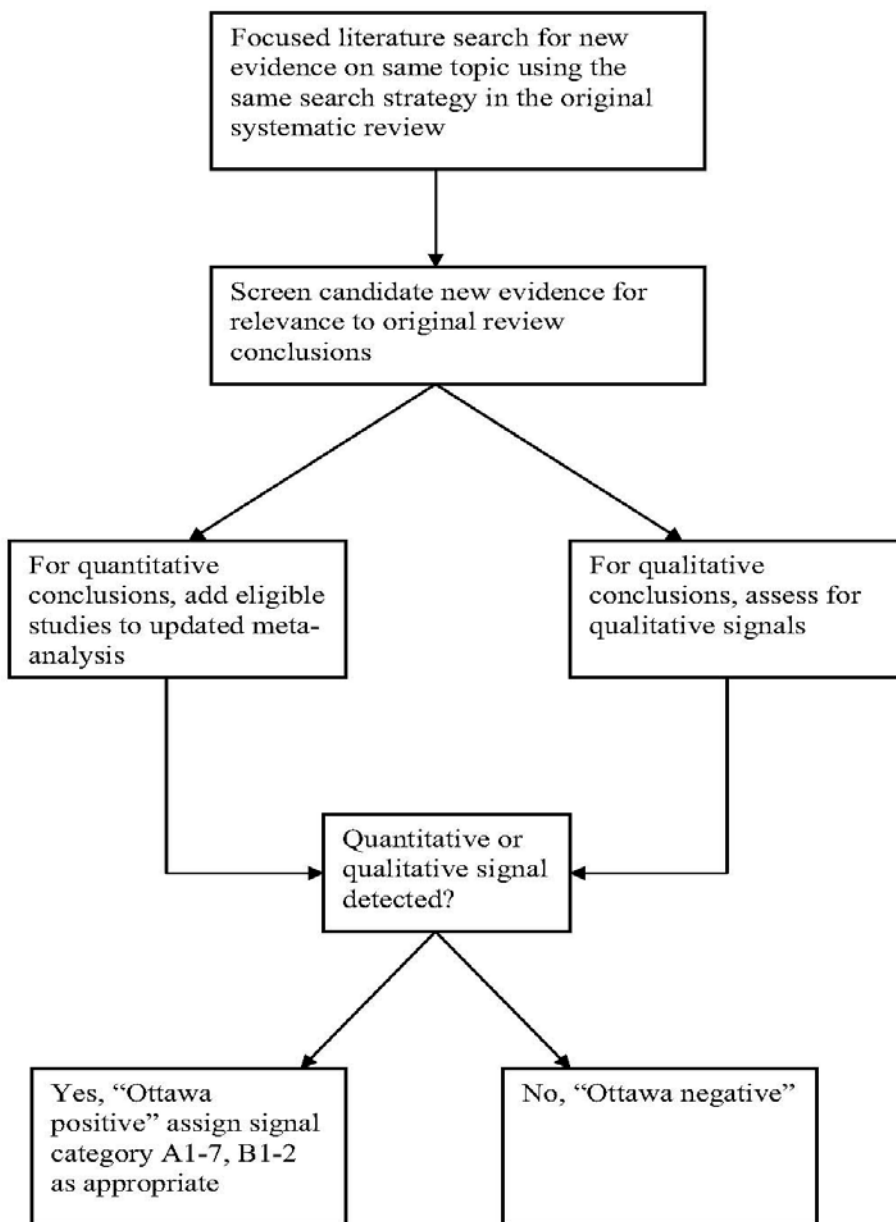 Focused literature search for new
evidence on same topic using the
same search strategy in the original
systematic review
Screen candidate new evidence for
relevance to original review
conclusions
For quantitative
conclusions, add eligible
studies to updated meta-
analysis
For qualitative
conclusions, assess for
qualitative signals
Quantitative or
qualitative signal
detected?
Yes, “Ottawa
positive” assign signal
category A1-7, B1-2
as appropriate
No, “Ottawa negative”